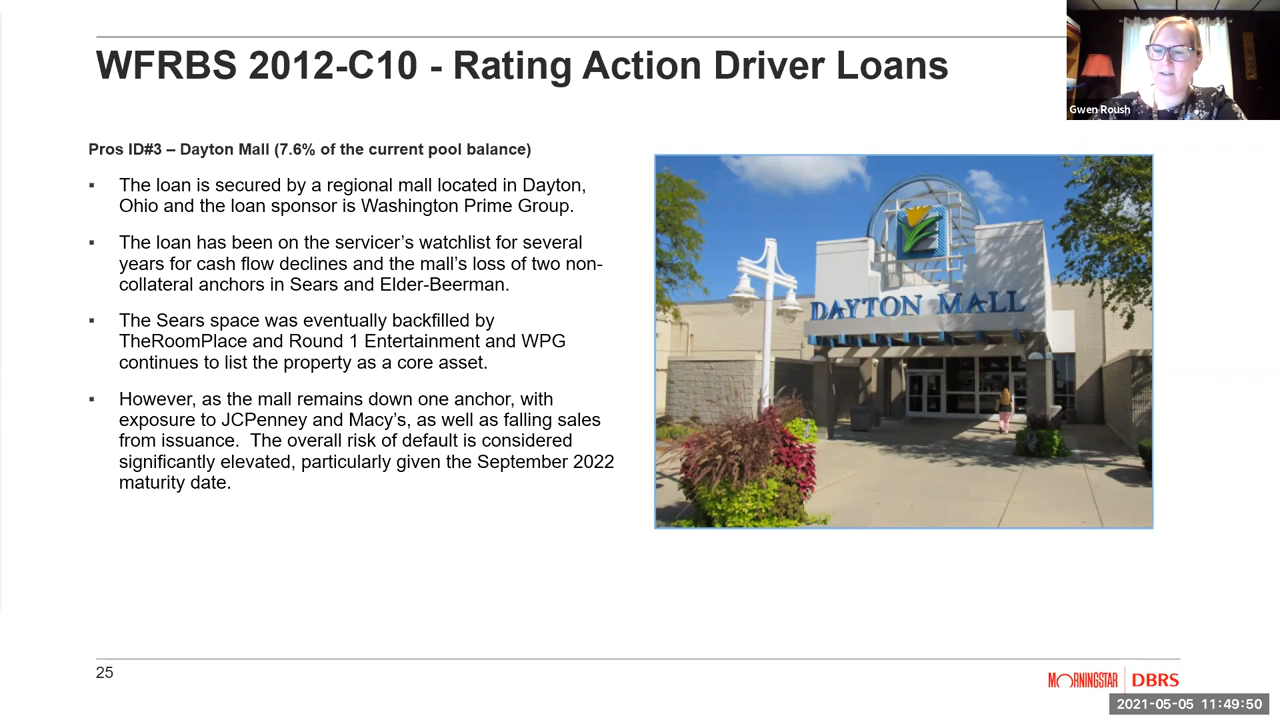 WFRBS 2012-C10 - Rating Action Driver Loans
Gwen Roush
Pros ID#3 – Dayton Mall (7.6% of the current pool balance)
▪ The loan is secured by a regional mall located in Dayton,
Ohio and the loan sponsor is Washington Prime Group.
▪ The loan has been on the servicer’s watchlist for several
years for cash flow declines and the mall’s loss of two non-
collateral anchors in Sears and Elder-Beerman.
▪ The Sears space was eventually backfilled by
TheRoomPlace and Round 1 Entertainment and WPG
continues to list the property as a core asset.
▪ However, as the mall remains down one anchor, with
exposure to JCPenney and Macy’s, as well as falling sales
from issuance.  The overall risk of default is considered
significantly elevated, particularly given the September 2022
maturity date.
DAYTON MALL
25
MORNINGSTAR | DBRS
2021-05-05 11:49:50